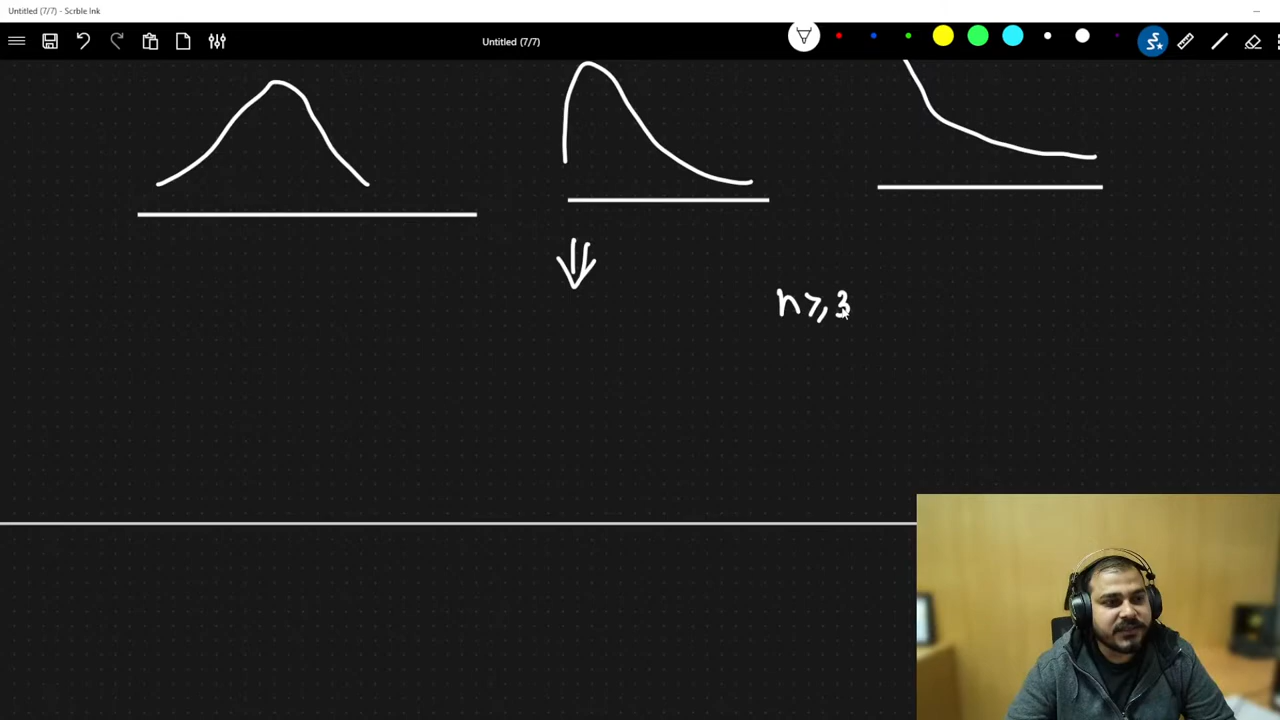 Untitled (7/7) - Scrble Ink
Untitled (7/7)
n ≥ 3